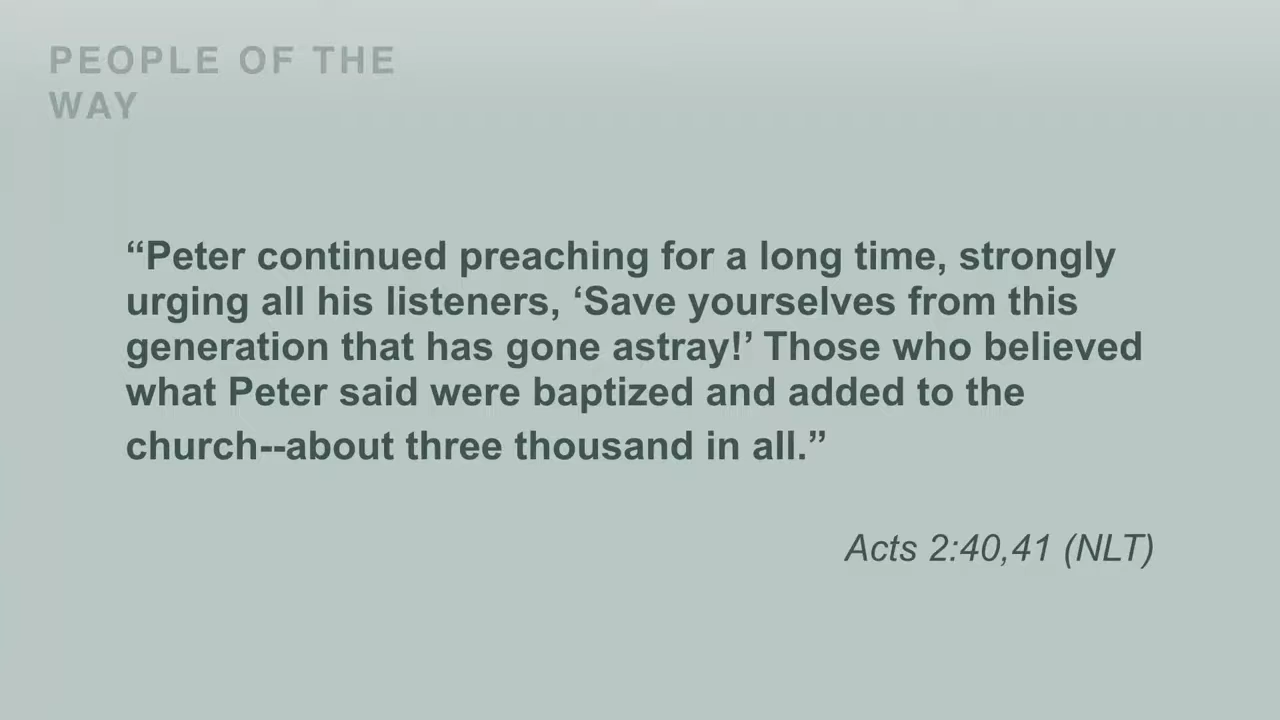 PEOPLE OF THE
WAY
“Peter continued preaching for a long time, strongly
urging all his listeners, ‘Save yourselves from this
generation that has gone astray!’ Those who believed
what Peter said were baptized and added to the
church--about three thousand in all.”
Acts 2:40,41 (NLT)